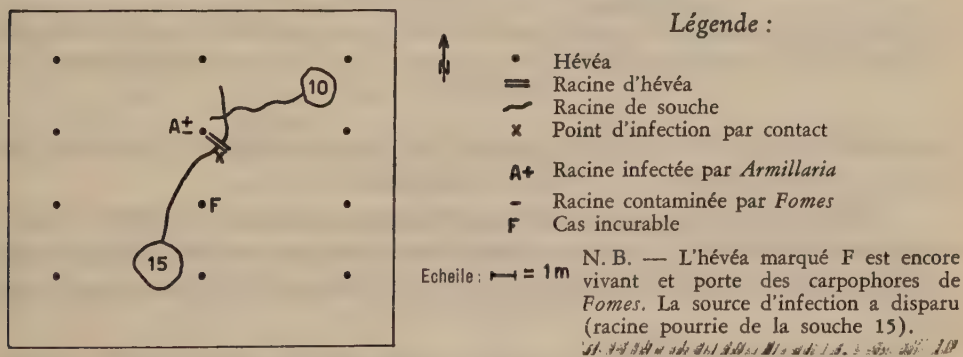 10
A±
F
15
N
Légende :
Hévéa
Racine d'hévéa
Racine de souche
x Point d'infection par contact
A+ Racine infectée par Armillaria
- Racine contaminée par Fomes
F Cas incurable
Echelle : = 1m
N. B. — L'hévéa marqué F est encore
vivant et porte des carpophores de
Fomes. La source d'infection a disparu
(racine pourrie de la souche 15).